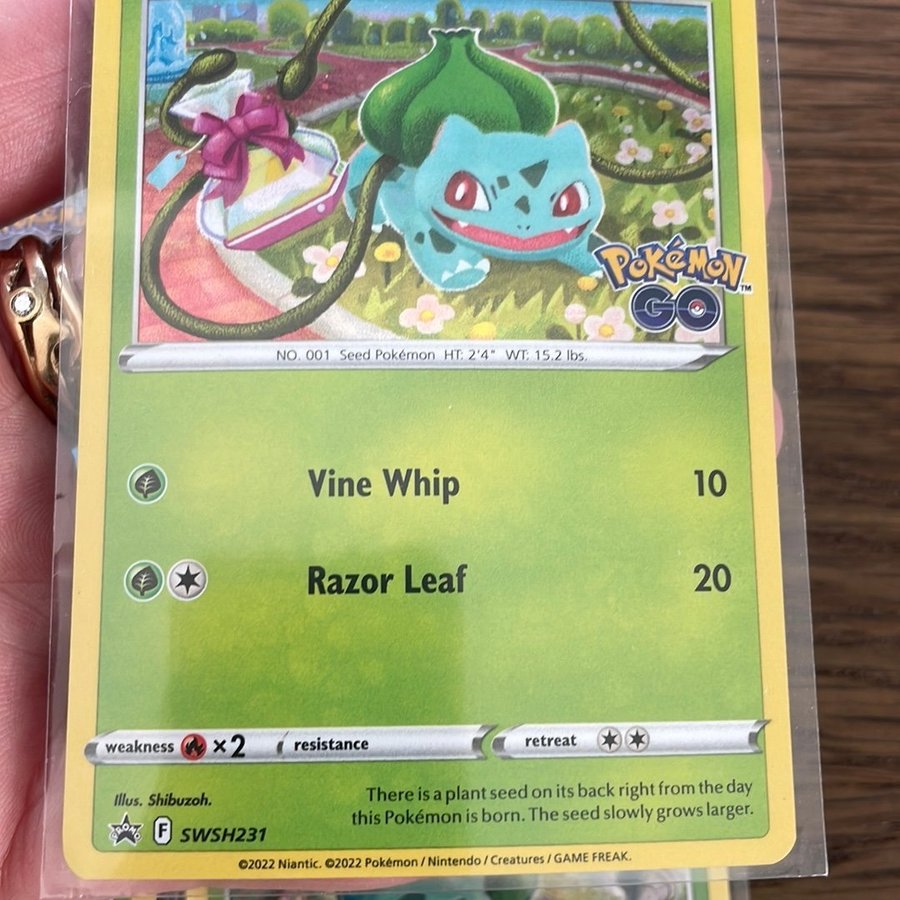 POKÉMON
GO
NO. 001 Seed Pokémon HT: 2'4" WT: 15.2 lbs.
Vine Whip 10
Razor Leaf 20
weakness ×2 resistance retreat
Illus. Shibuzoh.
There is a plant seed on its back right from the day
this Pokémon is born. The seed slowly grows larger.
PROMO F SWSH231
©2022 Niantic. ©2022 Pokémon / Nintendo / Creatures / GAME FREAK.